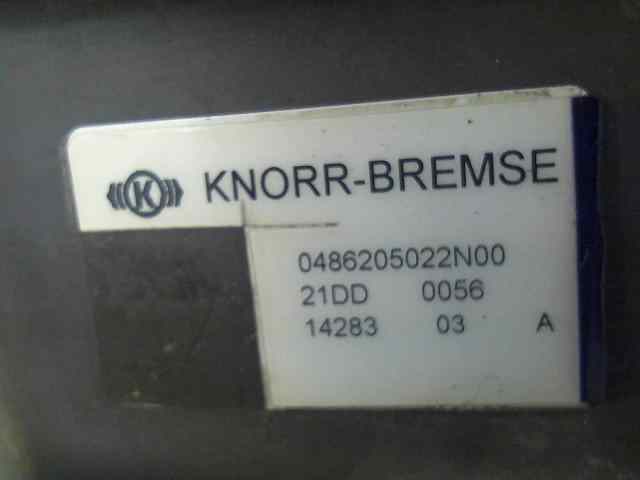 K KNORR-BREMSE
0486205022N00
21DD 0056
14283 03 A